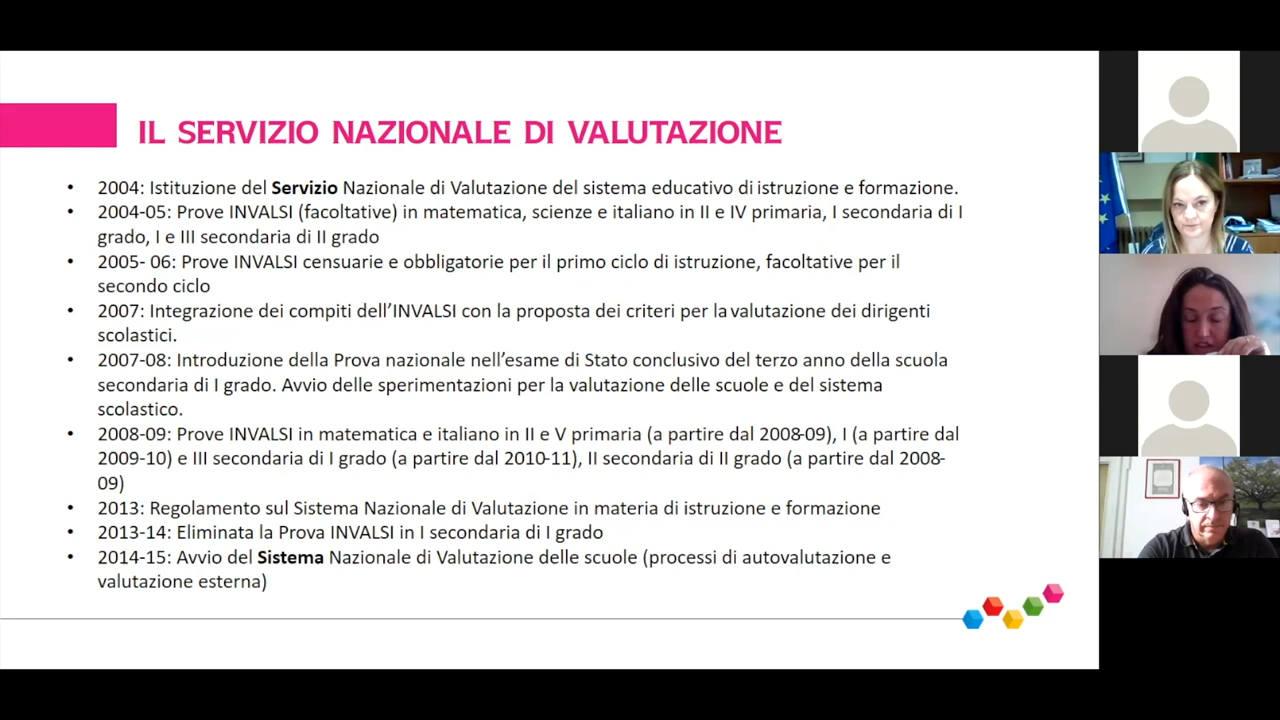 IL SERVIZIO NAZIONALE DI VALUTAZIONE
• 2004: Istituzione del Servizio Nazionale di Valutazione del sistema educativo di istruzione e formazione.
• 2004-05: Prove INVALSI (facoltative) in matematica, scienze e italiano in II e IV primaria, I secondaria di I
grado, I e III secondaria di II grado
• 2005- 06: Prove INVALSI censuarie e obbligatorie per il primo ciclo di istruzione, facoltative per il
secondo ciclo
• 2007: Integrazione dei compiti dell’INVALSI con la proposta dei criteri per la valutazione dei dirigenti
scolastici.
• 2007-08: Introduzione della Prova nazionale nell’esame di Stato conclusivo del terzo anno della scuola
secondaria di I grado. Avvio delle sperimentazioni per la valutazione delle scuole e del sistema
scolastico.
• 2008-09: Prove INVALSI in matematica e italiano in II e V primaria (a partire dal 2008-09), I (a partire dal
2009-10) e III secondaria di I grado (a partire dal 2010-11), II secondaria di II grado (a partire dal 2008-
09)
• 2013: Regolamento sul Sistema Nazionale di Valutazione in materia di istruzione e formazione
• 2013-14: Eliminata la Prova INVALSI in I secondaria di I grado
• 2014-15: Avvio del Sistema Nazionale di Valutazione delle scuole (processi di autovalutazione e
valutazione esterna)